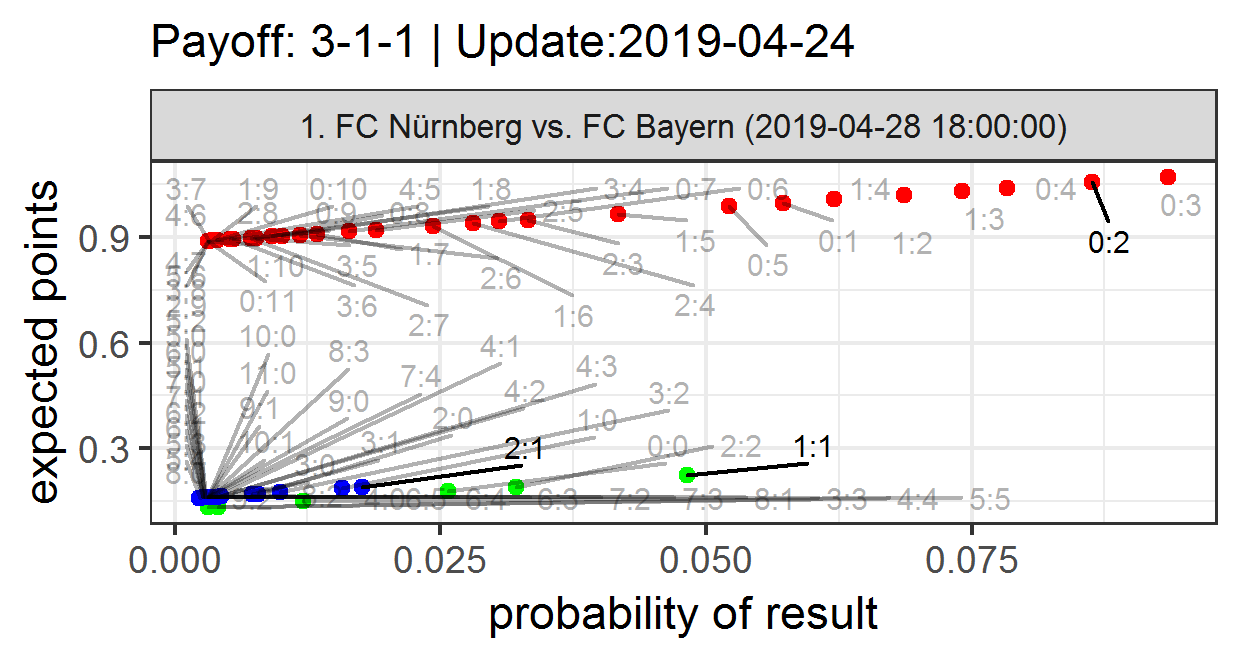 Payoff: 3-1-1 | Update:2019-04-24
1. FC Nürnberg vs. FC Bayern (2019-04-28 18:00:00)
expected points
0.9
0.6
0.3
3:7 1:9 0:10 4:5 1:8 3:4 0:7 0:6 1:4 0:4 0:3
4:6 2:8 0:9 0:8 2:5 1:3
1:7 2:3 1:5 0:1 1:2 0:2
1:10 3:5 2:6 0:5
0:11 3:6 2:7 1:6 2:4
10:0 8:3 4:1
11:0 7:4 4:3
9:1 9:0 4:2 3:2
2:0 1:0
10:1 3:1 2:1 0:0 2:2 1:1
3:0
6:4 6:3 7:2 7:3 8:1 3:3 4:4 5:5
0.000 0.025 0.050 0.075
probability of result